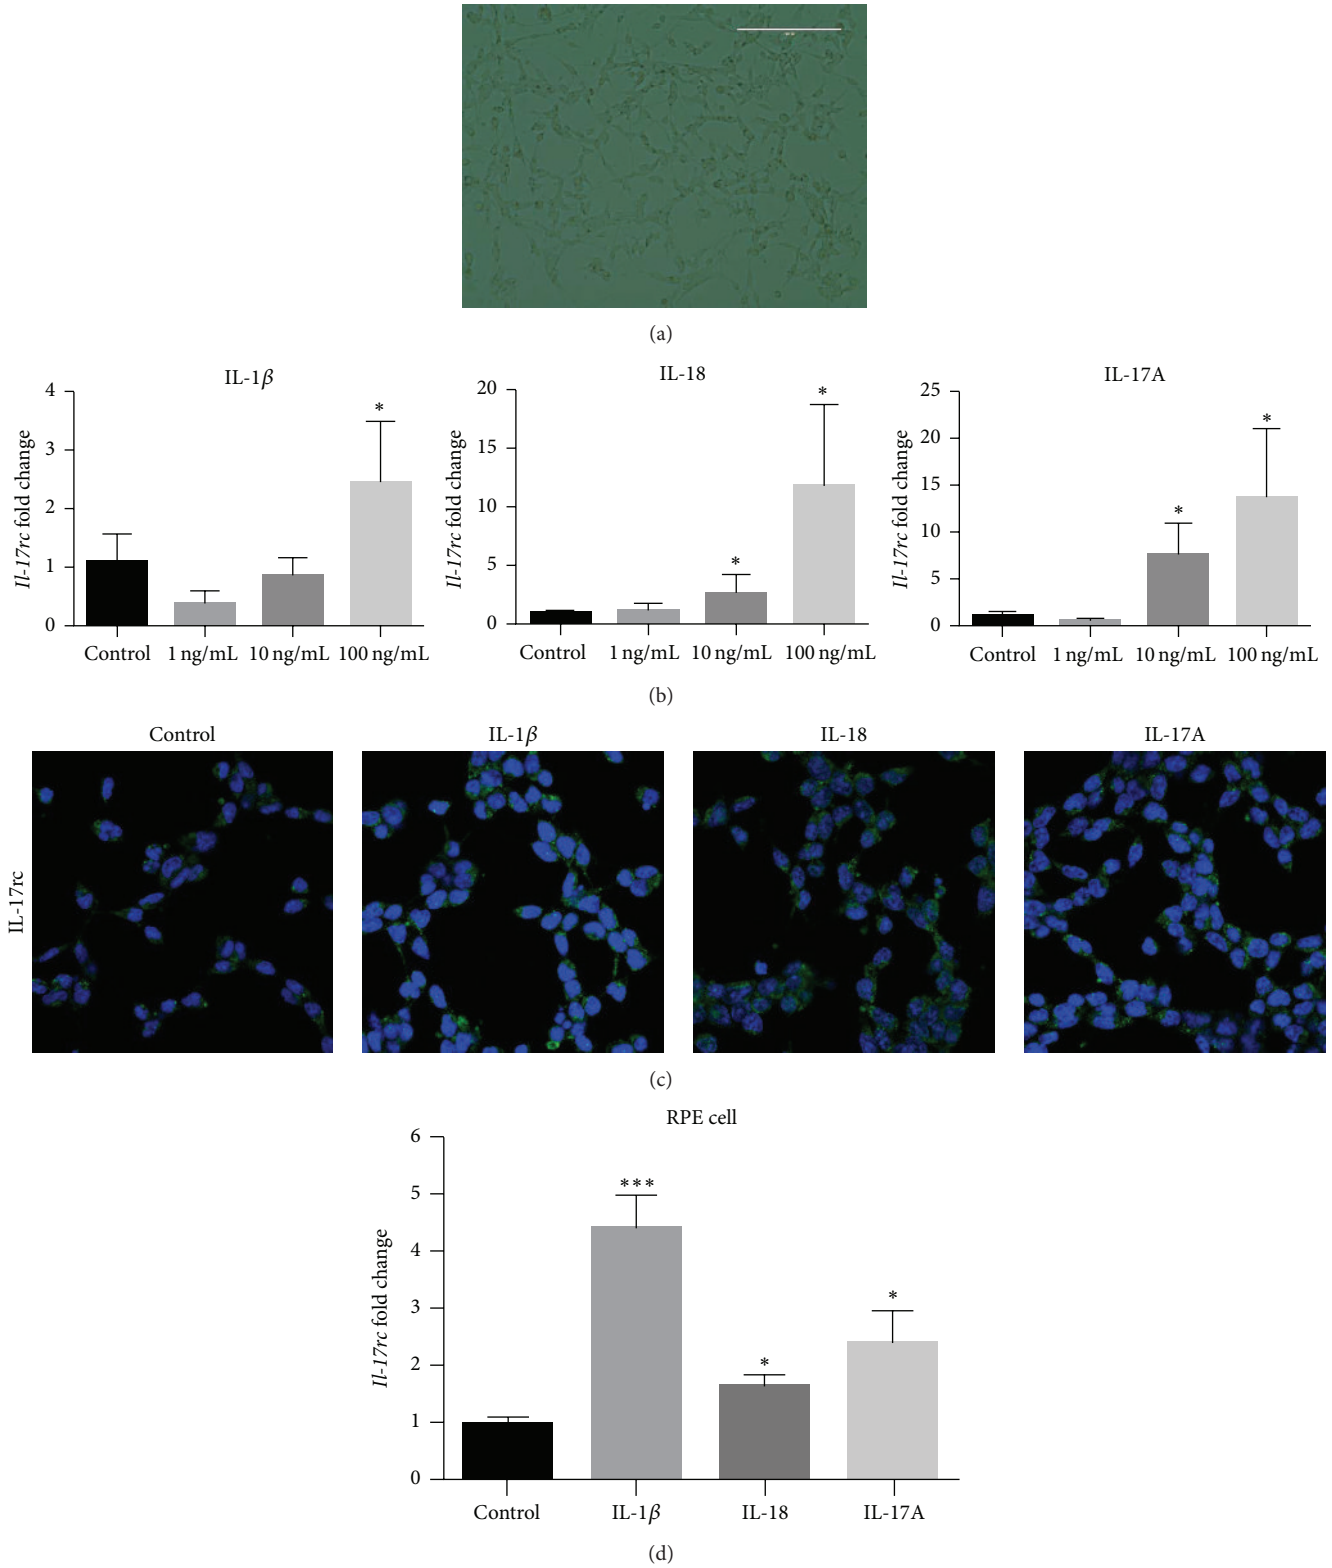 (a)
IL-1β
Il-17rc fold change
4
3
2
1
0
*
Control 1 ng/mL 10 ng/mL 100 ng/mL
IL-18
Il-17rc fold change
20
15
10
5
0
*
*
Control 1 ng/mL 10 ng/mL 100 ng/mL
IL-17A
Il-17rc fold change
25
20
15
10
5
0
*
*
Control 1 ng/mL 10 ng/mL 100 ng/mL
(b)
Control IL-1β IL-18 IL-17A
IL-17rc
(c)
RPE cell
Il-17rc fold change
6
5
4
3
2
1
0
***
*
*
Control IL-1β IL-18 IL-17A
(d)